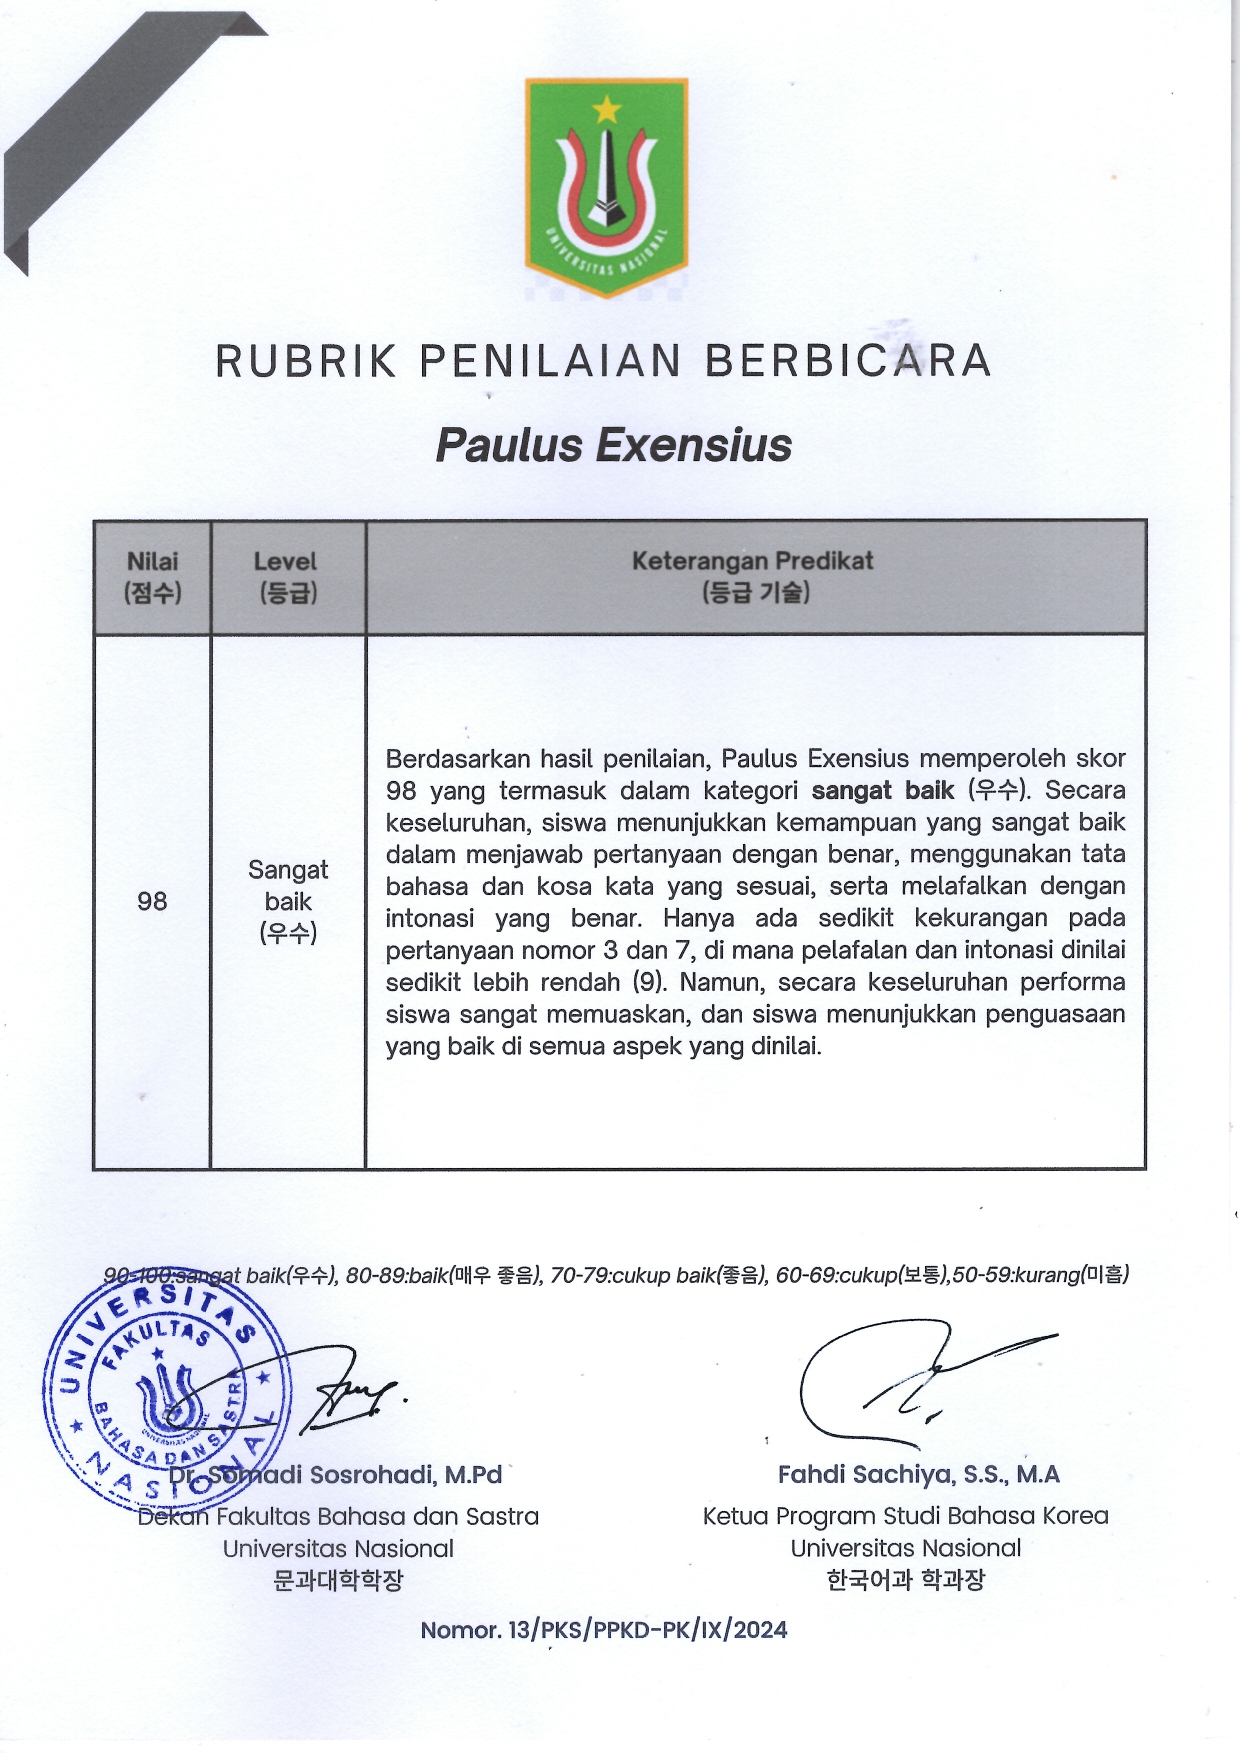 UNIVERSITAS NASIONAL
RUBRIK PENILAIAN BERBICARA
Paulus Exensius
Nilai
(점수)
Level
(등급)
Keterangan Predikat
(등급 기술)
98
Sangat
baik
(우수)
Berdasarkan hasil penilaian, Paulus Exensius memperoleh skor
98 yang termasuk dalam kategori sangat baik (우수). Secara
keseluruhan, siswa menunjukkan kemampuan yang sangat baik
dalam menjawab pertanyaan dengan benar, menggunakan tata
bahasa dan kosa kata yang sesuai, serta melafalkan dengan
intonasi yang benar. Hanya ada sedikit kekurangan pada
pertanyaan nomor 3 dan 7, di mana pelafalan dan intonasi dinilai
sedikit lebih rendah (9). Namun, secara keseluruhan performa
siswa sangat memuaskan, dan siswa menunjukkan penguasaan
yang baik di semua aspek yang dinilai.
90-100:sangat baik(우수), 80-89:baik(매우 좋음), 70-79:cukup baik(좋음), 60-69:cukup(보통),50-59:kurang(미흡)
UNIVERSITAS NASIONAL
FAKULTAS
BAHASA DAN SASTRA
UNIVERSITAS NASIONAL
Dr. Somadi Sosrohadi, M.Pd
Dekan Fakultas Bahasa dan Sastra
Universitas Nasional
문과대학학장
Fahdi Sachiya, S.S., M.A
Ketua Program Studi Bahasa Korea
Universitas Nasional
한국어과 학과장
Nomor. 13/PKS/PPKD-PK/IX/2024